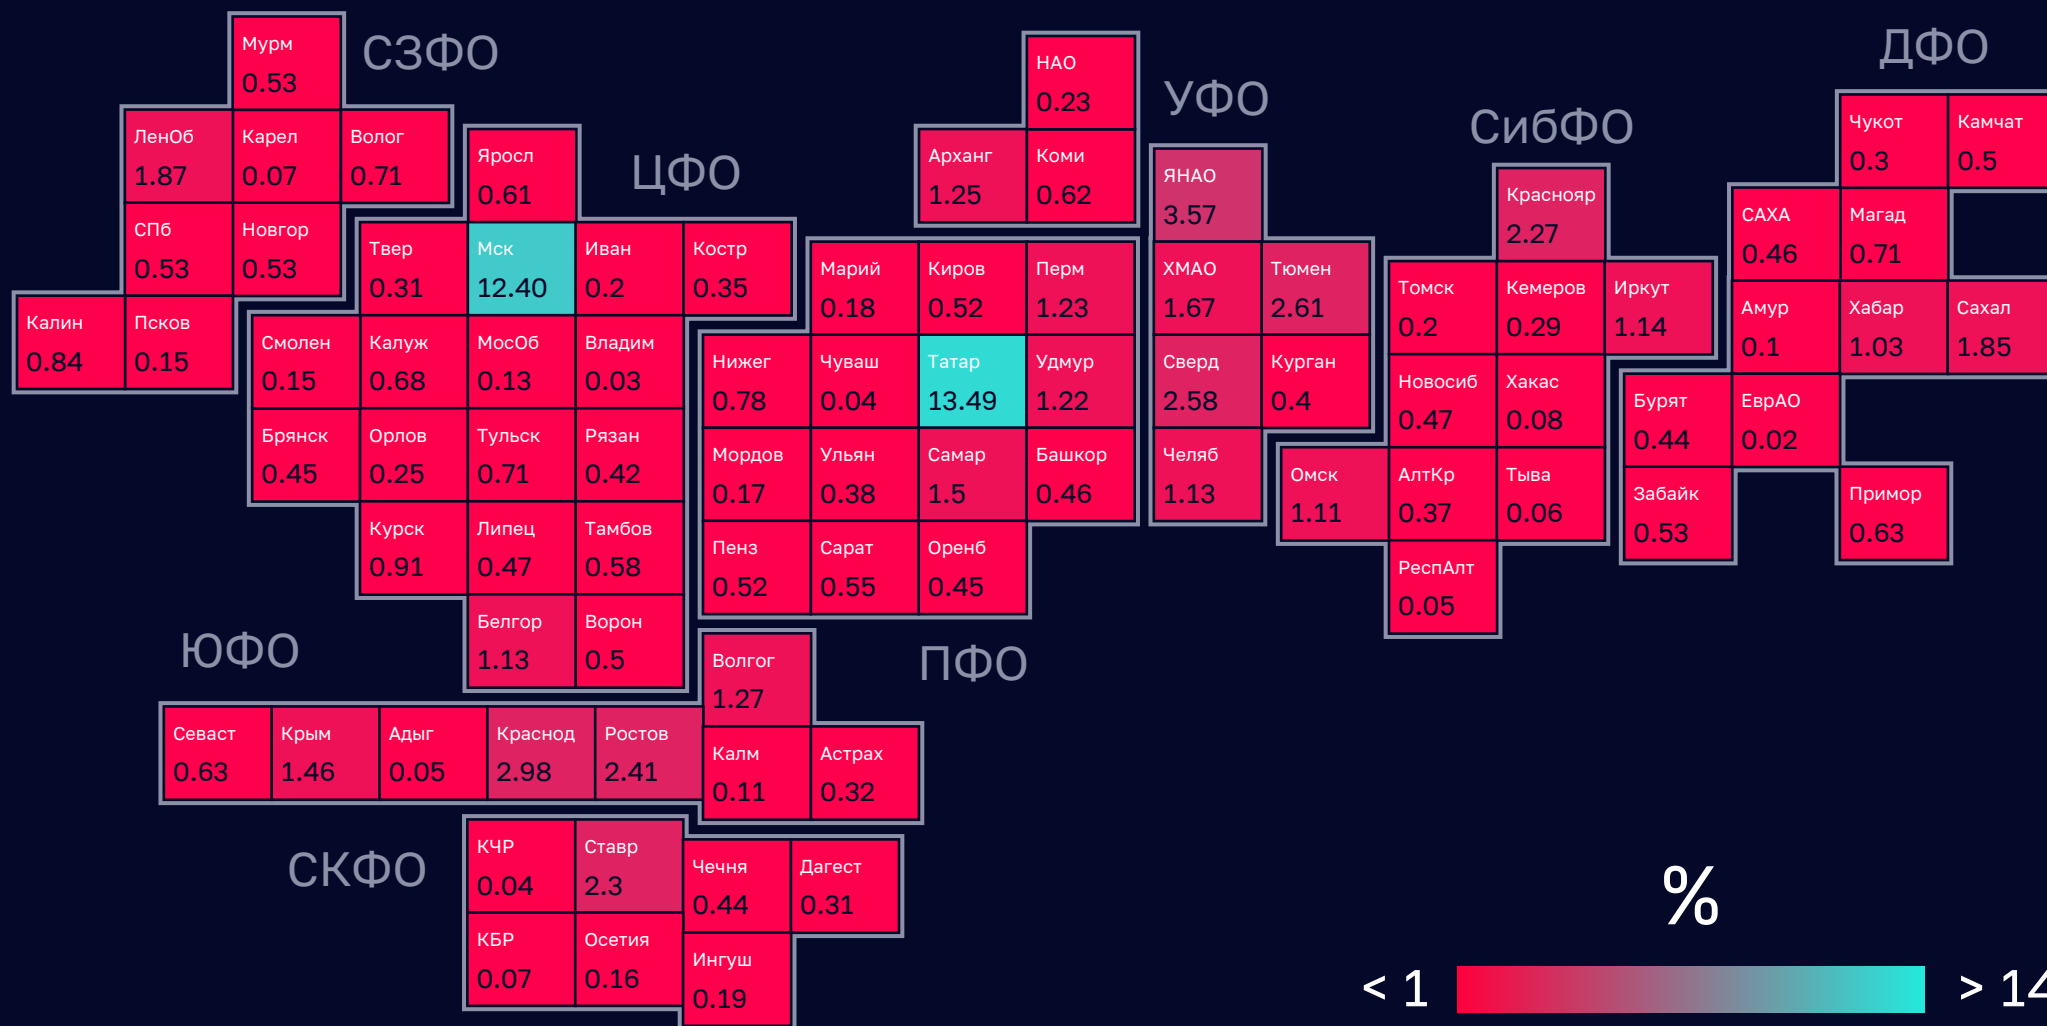 СЗФО
Мурм
0.53
ЛенОб
1.87
Карел
0.07
Волог
0.71
СПб
0.53
Новгор
0.53
Калин
0.84
Псков
0.15
ЦФО
Яросл
0.61
Твер
0.31
Мск
12.40
Иван
0.2
Костр
0.35
Смолен
0.15
Калуж
0.68
МосОб
0.13
Владим
0.03
Брянск
0.45
Орлов
0.25
Тульск
0.71
Рязан
0.42
Курск
0.91
Липец
0.47
Тамбов
0.58
Белгор
1.13
Ворон
0.5
НАО
0.23
Арханг
1.25
Коми
0.62
Марий
0.18
Киров
0.52
Перм
1.23
Нижег
0.78
Чуваш
0.04
Татар
13.49
Удмур
1.22
Мордов
0.17
Ульян
0.38
Самар
1.5
Башкор
0.46
Пенз
0.52
Сарат
0.55
Оренб
0.45
ПФО
УФО
ЯНАО
3.57
ХМАО
1.67
Тюмен
2.61
Сверд
2.58
Курган
0.4
Челяб
1.13
СибФО
Краснояр
2.27
Томск
0.2
Кемеров
0.29
Иркут
1.14
Новосиб
0.47
Хакас
0.08
Омск
1.11
АлтКр
0.37
Тыва
0.06
РеспАлт
0.05
ДФО
Чукот
0.3
Камчат
0.5
САХА
0.46
Магад
0.71
Амур
0.1
Хабар
1.03
Сахал
1.85
Бурят
0.44
ЕврАО
0.02
Забайк
0.53
Примор
0.63
ЮФО
Волгог
1.27
Севаст
0.63
Крым
1.46
Адыг
0.05
Краснод
2.98
Ростов
2.41
Калм
0.11
Астрах
0.32
СКФО
КЧР
0.04
Ставр
2.3
Чечня
0.44
Дагест
0.31
КБР
0.07
Осетия
0.16
Ингуш
0.19
%
< 1
> 14